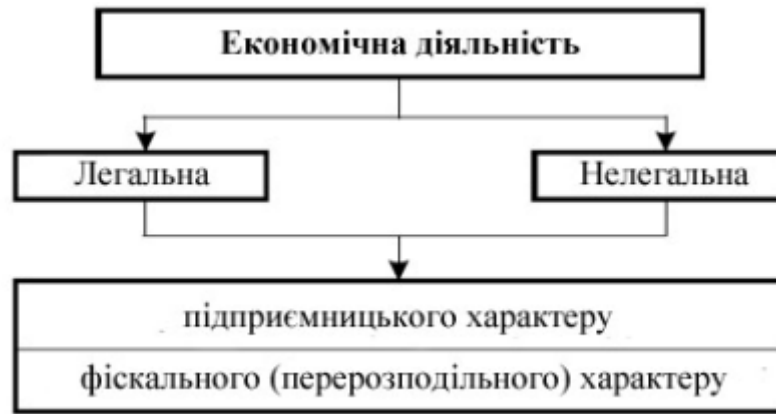 Економічна діяльність
Легальна
Нелегальна
підприємницького характеру
фіскального (перерозподільного) характеру